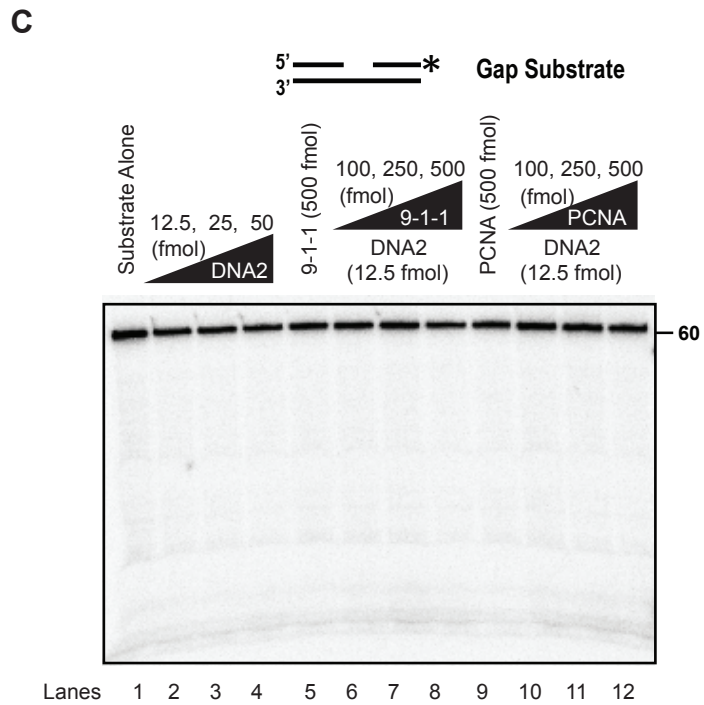 C
5' * Gap Substrate
3'
Substrate Alone
12.5, 25, 50
(fmol)
DNA2
9-1-1 (500 fmol)
100, 250, 500
(fmol)
9-1-1
DNA2
(12.5 fmol)
PCNA (500 fmol)
100, 250, 500
(fmol)
PCNA
DNA2
(12.5 fmol)
60
Lanes 1 2 3 4 5 6 7 8 9 10 11 12